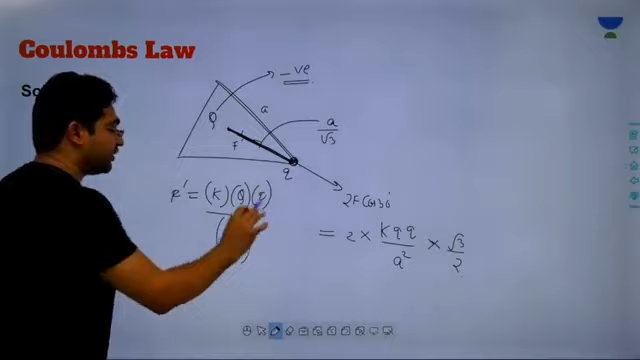 Coulombs Law
So
-ve
a
Q
a/√3
F
q
2F Cos 30°
F' = (K)(Q)(q)
= 2 × Kqq/a² × √3/2